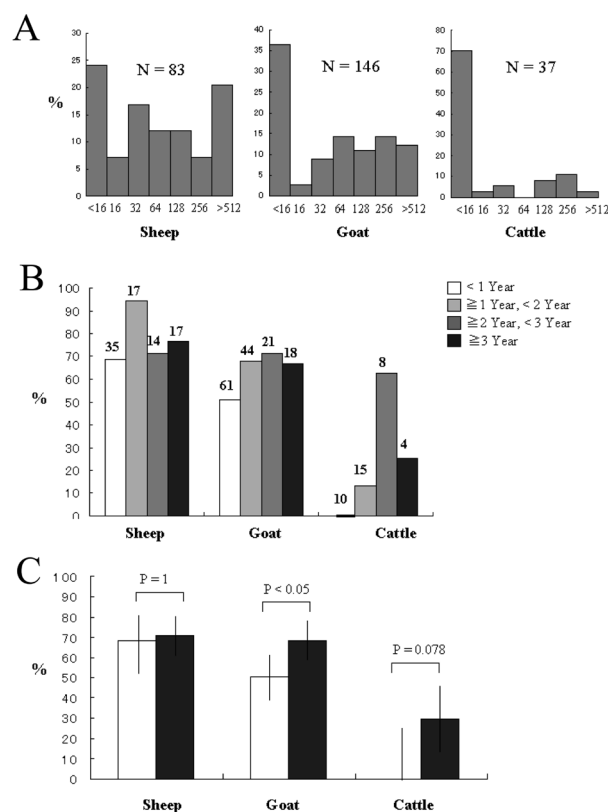 A
N = 83
N = 146
N = 37
30
25
20
15
10
5
0
40
35
30
25
20
15
10
5
0
80
70
60
50
40
30
20
10
0
%
<16 16 32 64 128 256 >512
<16 16 32 64 128 256 >512
<16 16 32 64 128 256 >512
Sheep
Goat
Cattle
B
100
90
80
70
60
50
40
30
20
10
0
%
35 17 14 17
61 44 21 18
10 15 8 4
< 1 Year
≧1 Year, < 2 Year
≧2 Year, < 3 Year
≧3 Year
Sheep
Goat
Cattle
C
100
90
80
70
60
50
40
30
20
10
0
%
P = 1
P < 0.05
P = 0.078
Sheep
Goat
Cattle